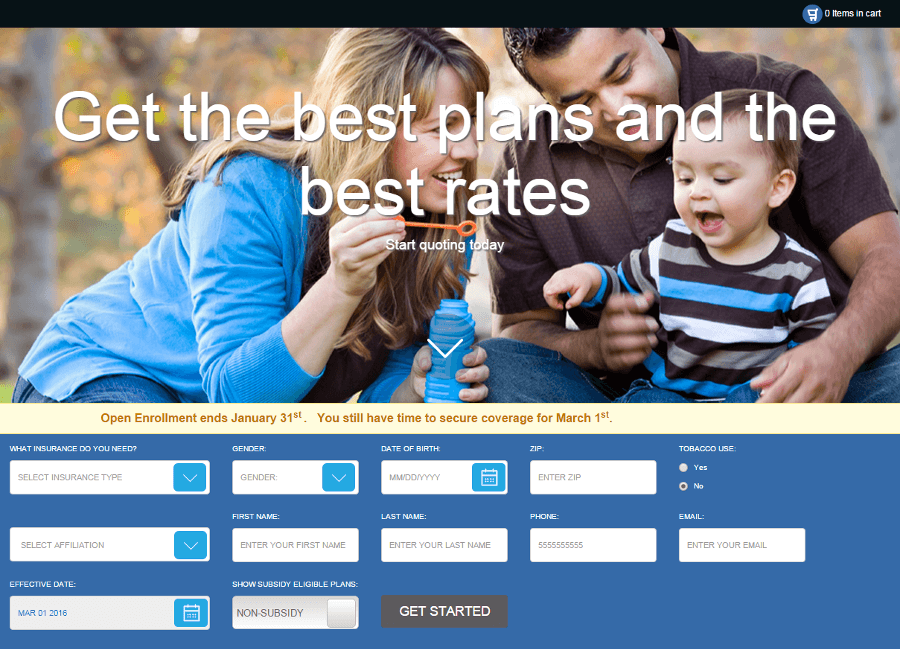 0 Items in cart
Get the best plans and the
best rates
Start quoting today
Open Enrollment ends January 31st. You still have time to secure coverage for March 1st.
WHAT INSURANCE DO YOU NEED?
SELECT INSURANCE TYPE
GENDER:
GENDER:
DATE OF BIRTH:
MM/DD/YYYY
ZIP:
ENTER ZIP
TOBACCO USE:
Yes
No
SELECT AFFILIATION
FIRST NAME:
ENTER YOUR FIRST NAME
LAST NAME:
ENTER YOUR LAST NAME
PHONE:
5555555555
EMAIL:
ENTER YOUR EMAIL
EFFECTIVE DATE:
MAR 01 2016
SHOW SUBSIDY ELIGIBLE PLANS:
NON-SUBSIDY
GET STARTED